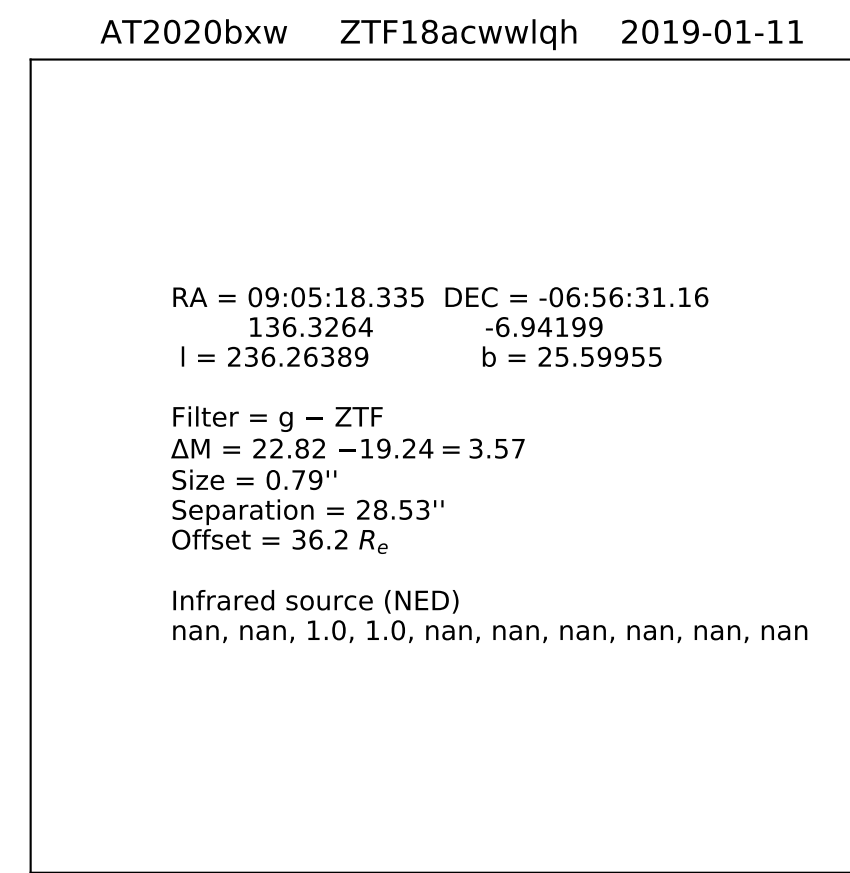 AT2020bxw ZTF18acwwlqh 2019-01-11
RA = 09:05:18.335 DEC = -06:56:31.16
136.3264 -6.94199
l = 236.26389 b = 25.59955
Filter = g − ZTF
ΔM = 22.82 −19.24 = 3.57
Size = 0.79''
Separation = 28.53''
Offset = 36.2 Rₑ
Infrared source (NED)
nan, nan, 1.0, 1.0, nan, nan, nan, nan, nan, nan